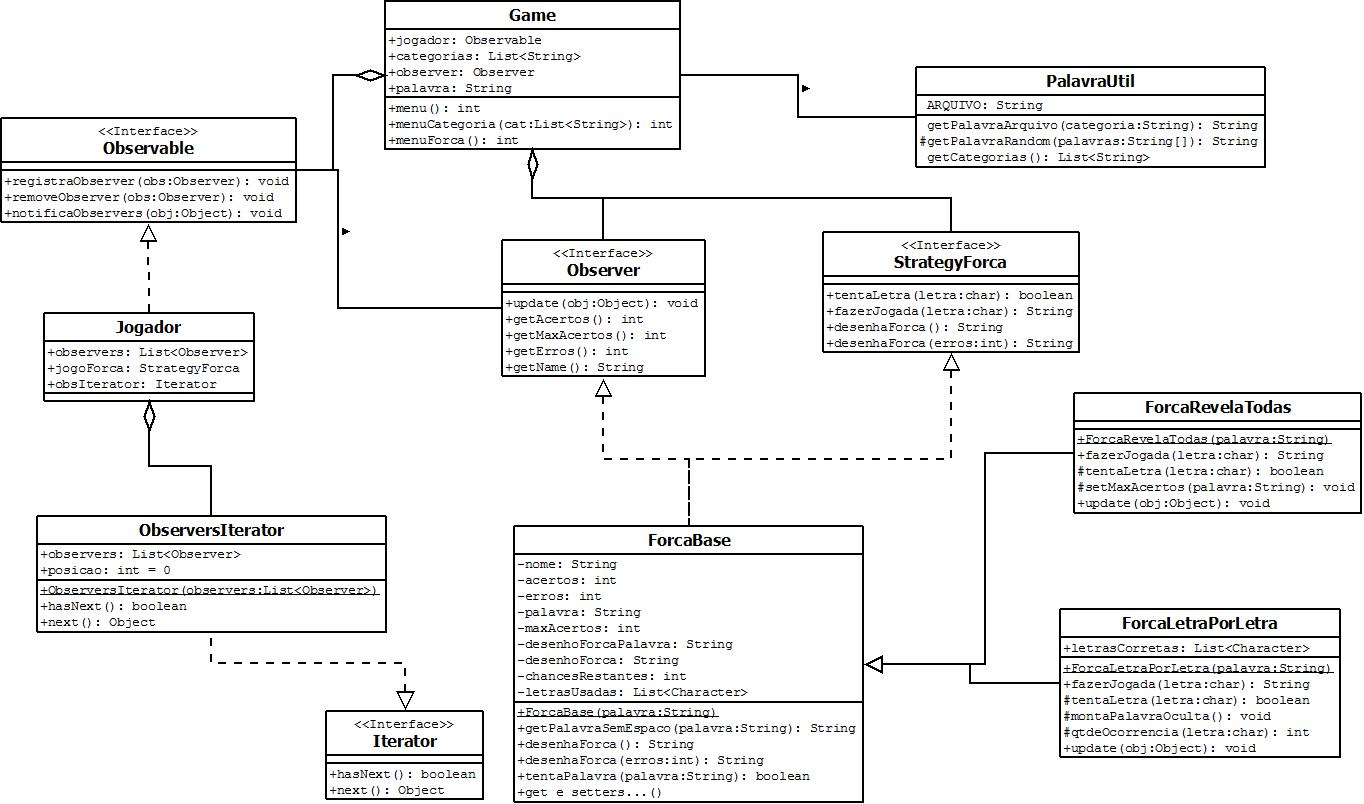 Game
+jogador: Observable
+categorias: List<String>
+observer: Observer
+palavra: String
+menu(): int
+menuCategoria(cat:List<String>): int
+menuForca(): int
PalavraUtil
ARQUIVO: String
getPalavraArquivo(categoria:String): String
#getPalavraRandom(palavras:String[]): String
getCategorias(): List<String>
<<Interface>>
Observable
+registraObserver(obs:Observer): void
+removeObserver(obs:Observer): void
+notificaObservers(obj:Object): void
<<Interface>>
Observer
+update(obj:Object): void
+getAcertos(): int
+getMaxAcertos(): int
+getErros(): int
+getName(): String
<<Interface>>
StrategyForca
+tentaLetra(letra:char): boolean
+fazerJogada(letra:char): String
+desenhaForca(): String
+desenhaForca(erros:int): String
Jogador
+observers: List<Observer>
+jogoForca: StrategyForca
+obsIterator: Iterator
ForcaRevelaTodas
+ForcaRevelaTodas(palavra:String)
+fazerJogada(letra:char): String
#tentaLetra(letra:char): boolean
#setMaxAcertos(palavra:String): void
+update(obj:Object): void
ObserversIterator
+observers: List<Observer>
+posicao: int = 0
+ObserversIterator(observers:List<Observer>)
+hasNext(): boolean
+next(): Object
ForcaBase
-nome: String
-acertos: int
-erros: int
-palavra: String
-maxAcertos: int
-desenhoForcaPalavra: String
-desenhoForca: String
-chancesRestantes: int
-letrasUsadas: List<Character>
+ForcaBase(palavra:String)
+getPalavraSemEspaco(palavra:String): String
+desenhaForca(): String
+desenhaForca(erros:int): String
+tentaPalavra(palavra:String): boolean
+get e setters...()
ForcaLetraPorLetra
+letrasCorretas: List<Character>
+ForcaLetraPorLetra(palavra:String)
+fazerJogada(letra:char): String
#tentaLetra(letra:char): boolean
#montaPalavraOculta(): void
#qtdeOcorrencia(letra:char): int
+update(obj:Object): void
<<Interface>>
Iterator
+hasNext(): boolean
+next(): Object